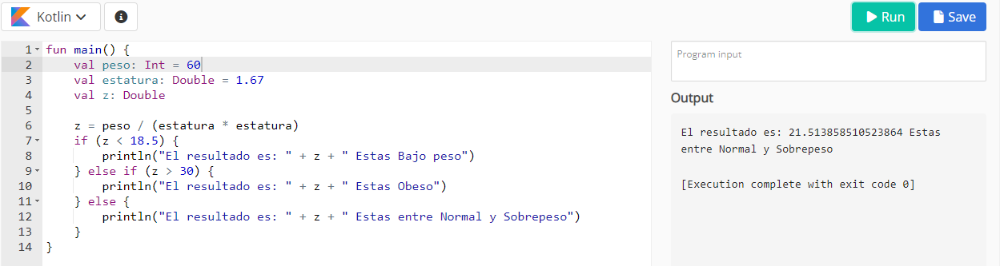 Kotlin
Run
Save
1 fun main() {
2 val peso: Int = 60
3 val estatura: Double = 1.67
4 val z: Double
5
6 z = peso / (estatura * estatura)
7 if (z < 18.5) {
8 println("El resultado es: " + z + " Estas Bajo peso")
9 } else if (z > 30) {
10 println("El resultado es: " + z + " Estas Obeso")
11 } else {
12 println("El resultado es: " + z + " Estas entre Normal y Sobrepeso")
13 }
14 }
Program input
Output
El resultado es: 21.513858510523864 Estas
entre Normal y Sobrepeso
[Execution complete with exit code 0]